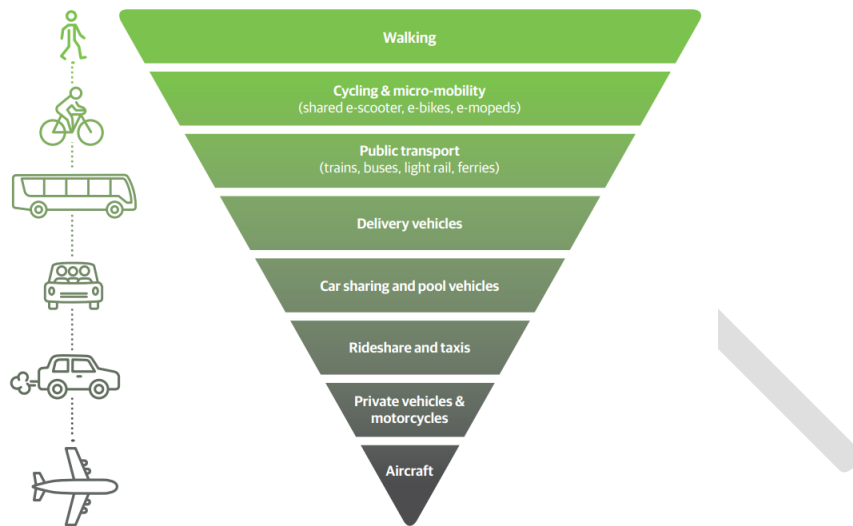 Walking
Cycling & micro-mobility
(shared e-scooter, e-bikes, e-mopeds)
Public transport
(trains, buses, light rail, ferries)
Delivery vehicles
Car sharing and pool vehicles
Rideshare and taxis
Private vehicles &
motorcycles
Aircraft